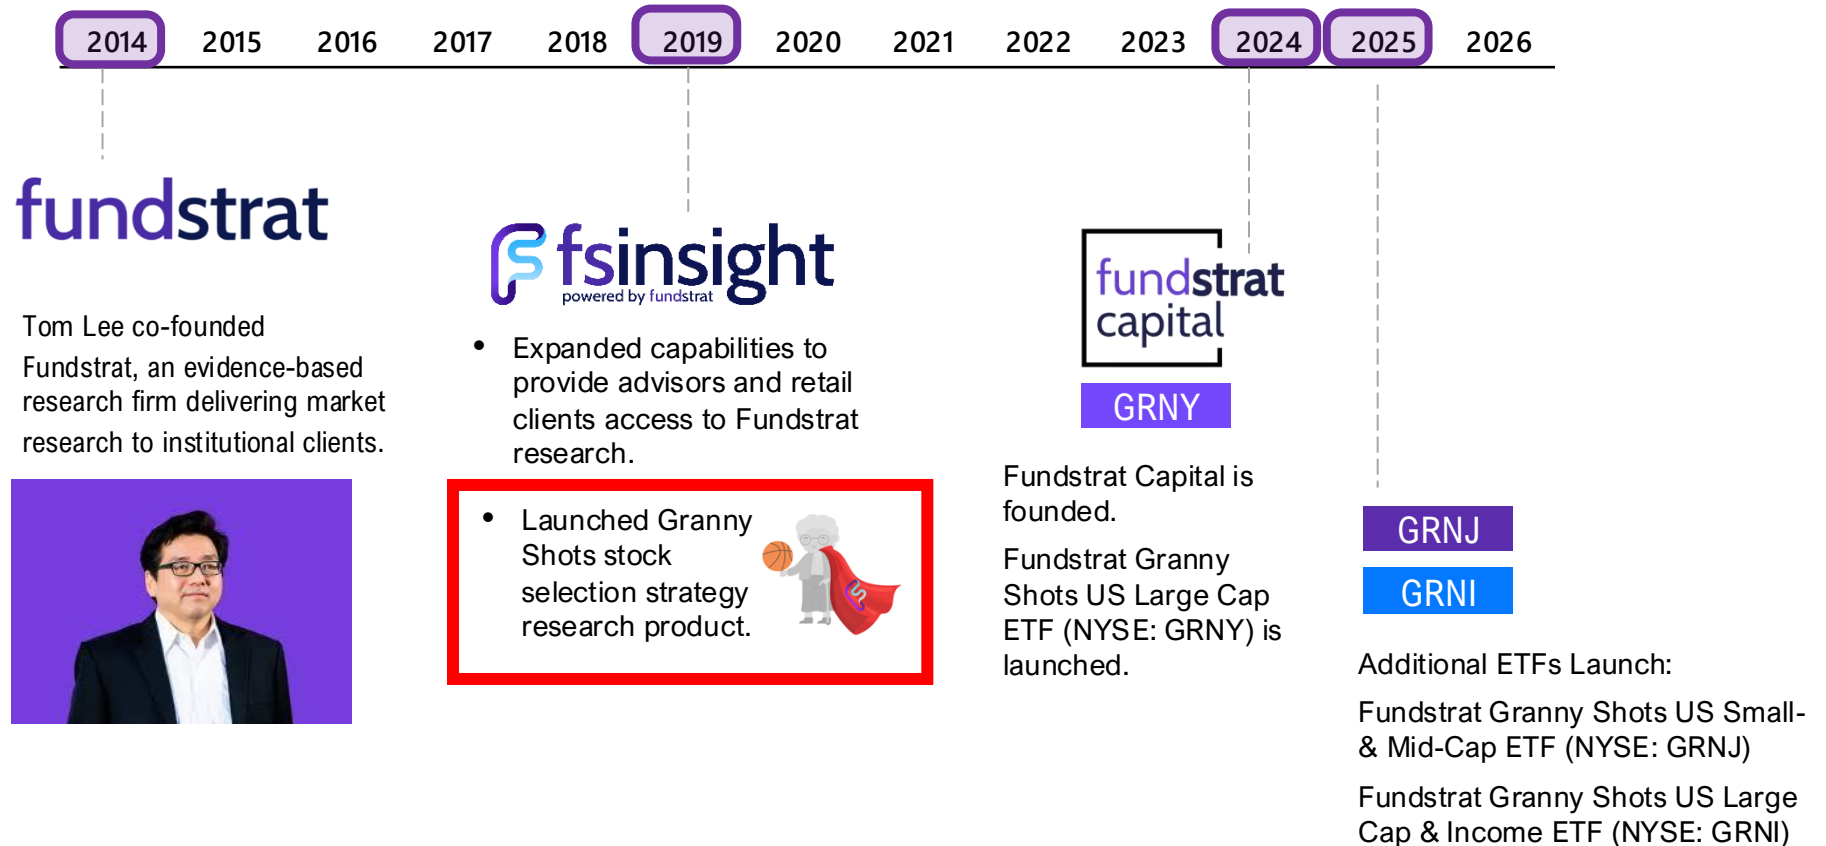 2014 2015 2016 2017 2018 2019 2020 2021 2022 2023 2024 2025 2026
fundstrat
Tom Lee co-founded
Fundstrat, an evidence-based
research firm delivering market
research to institutional clients.
fsinsight
powered by fundstrat
• Expanded capabilities to
provide advisors and retail
clients access to Fundstrat
research.
• Launched Granny
Shots stock
selection strategy
research product.
fundstrat
capital
GRNY
Fundstrat Capital is
founded.
Fundstrat Granny
Shots US Large Cap
ETF (NYSE: GRNY) is
launched.
GRNJ
GRNI
Additional ETFs Launch:
Fundstrat Granny Shots US Small-
& Mid-Cap ETF (NYSE: GRNJ)
Fundstrat Granny Shots US Large
Cap & Income ETF (NYSE: GRNI)